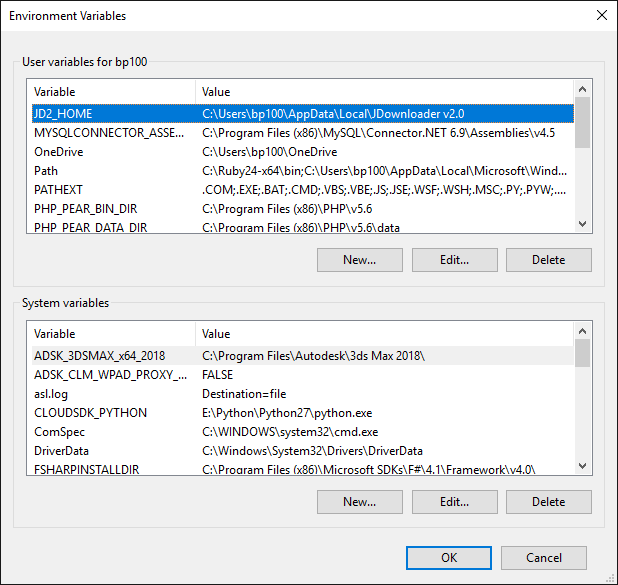 Environment Variables
User variables for bp100
Variable Value
JD2_HOME C:\Users\bp100\AppData\Local\JDownloader v2.0
MYSQLCONNECTOR_ASSE... C:\Program Files (x86)\MySQL\Connector.NET 6.9\Assemblies\v4.5
OneDrive C:\Users\bp100\OneDrive
Path C:\Ruby24-x64\bin;C:\Users\bp100\AppData\Local\Microsoft\Wind...
PATHEXT .COM;.EXE;.BAT;.CMD;.VBS;.VBE;.JS;.JSE;.WSF;.WSH;.MSC;.PY;.PYW;....
PHP_PEAR_BIN_DIR C:\Program Files (x86)\PHP\v5.6
PHP_PEAR_DATA_DIR C:\Program Files (x86)\PHP\v5.6\data
New... Edit... Delete
System variables
Variable Value
ADSK_3DSMAX_x64_2018 C:\Program Files\Autodesk\3ds Max 2018\
ADSK_CLM_WPAD_PROXY_... FALSE
asl.log Destination=file
CLOUDSDK_PYTHON E:\Python\Python27\python.exe
ComSpec C:\WINDOWS\system32\cmd.exe
DriverData C:\Windows\System32\Drivers\DriverData
FSHARPINSTALLDIR C:\Program Files (x86)\Microsoft SDKs\F#\4.1\Framework\v4.0\
New... Edit... Delete
OK Cancel